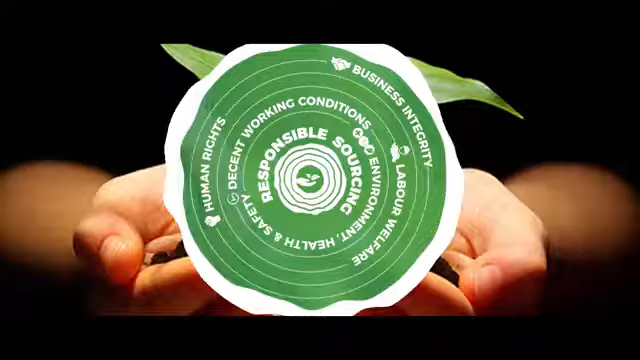 RESPONSIBLE SOURCING
DECENT WORKING CONDITIONS
ENVIRONMENT, HEALTH & SAFETY
HUMAN RIGHTS
LABOUR WELFARE
BUSINESS INTEGRITY